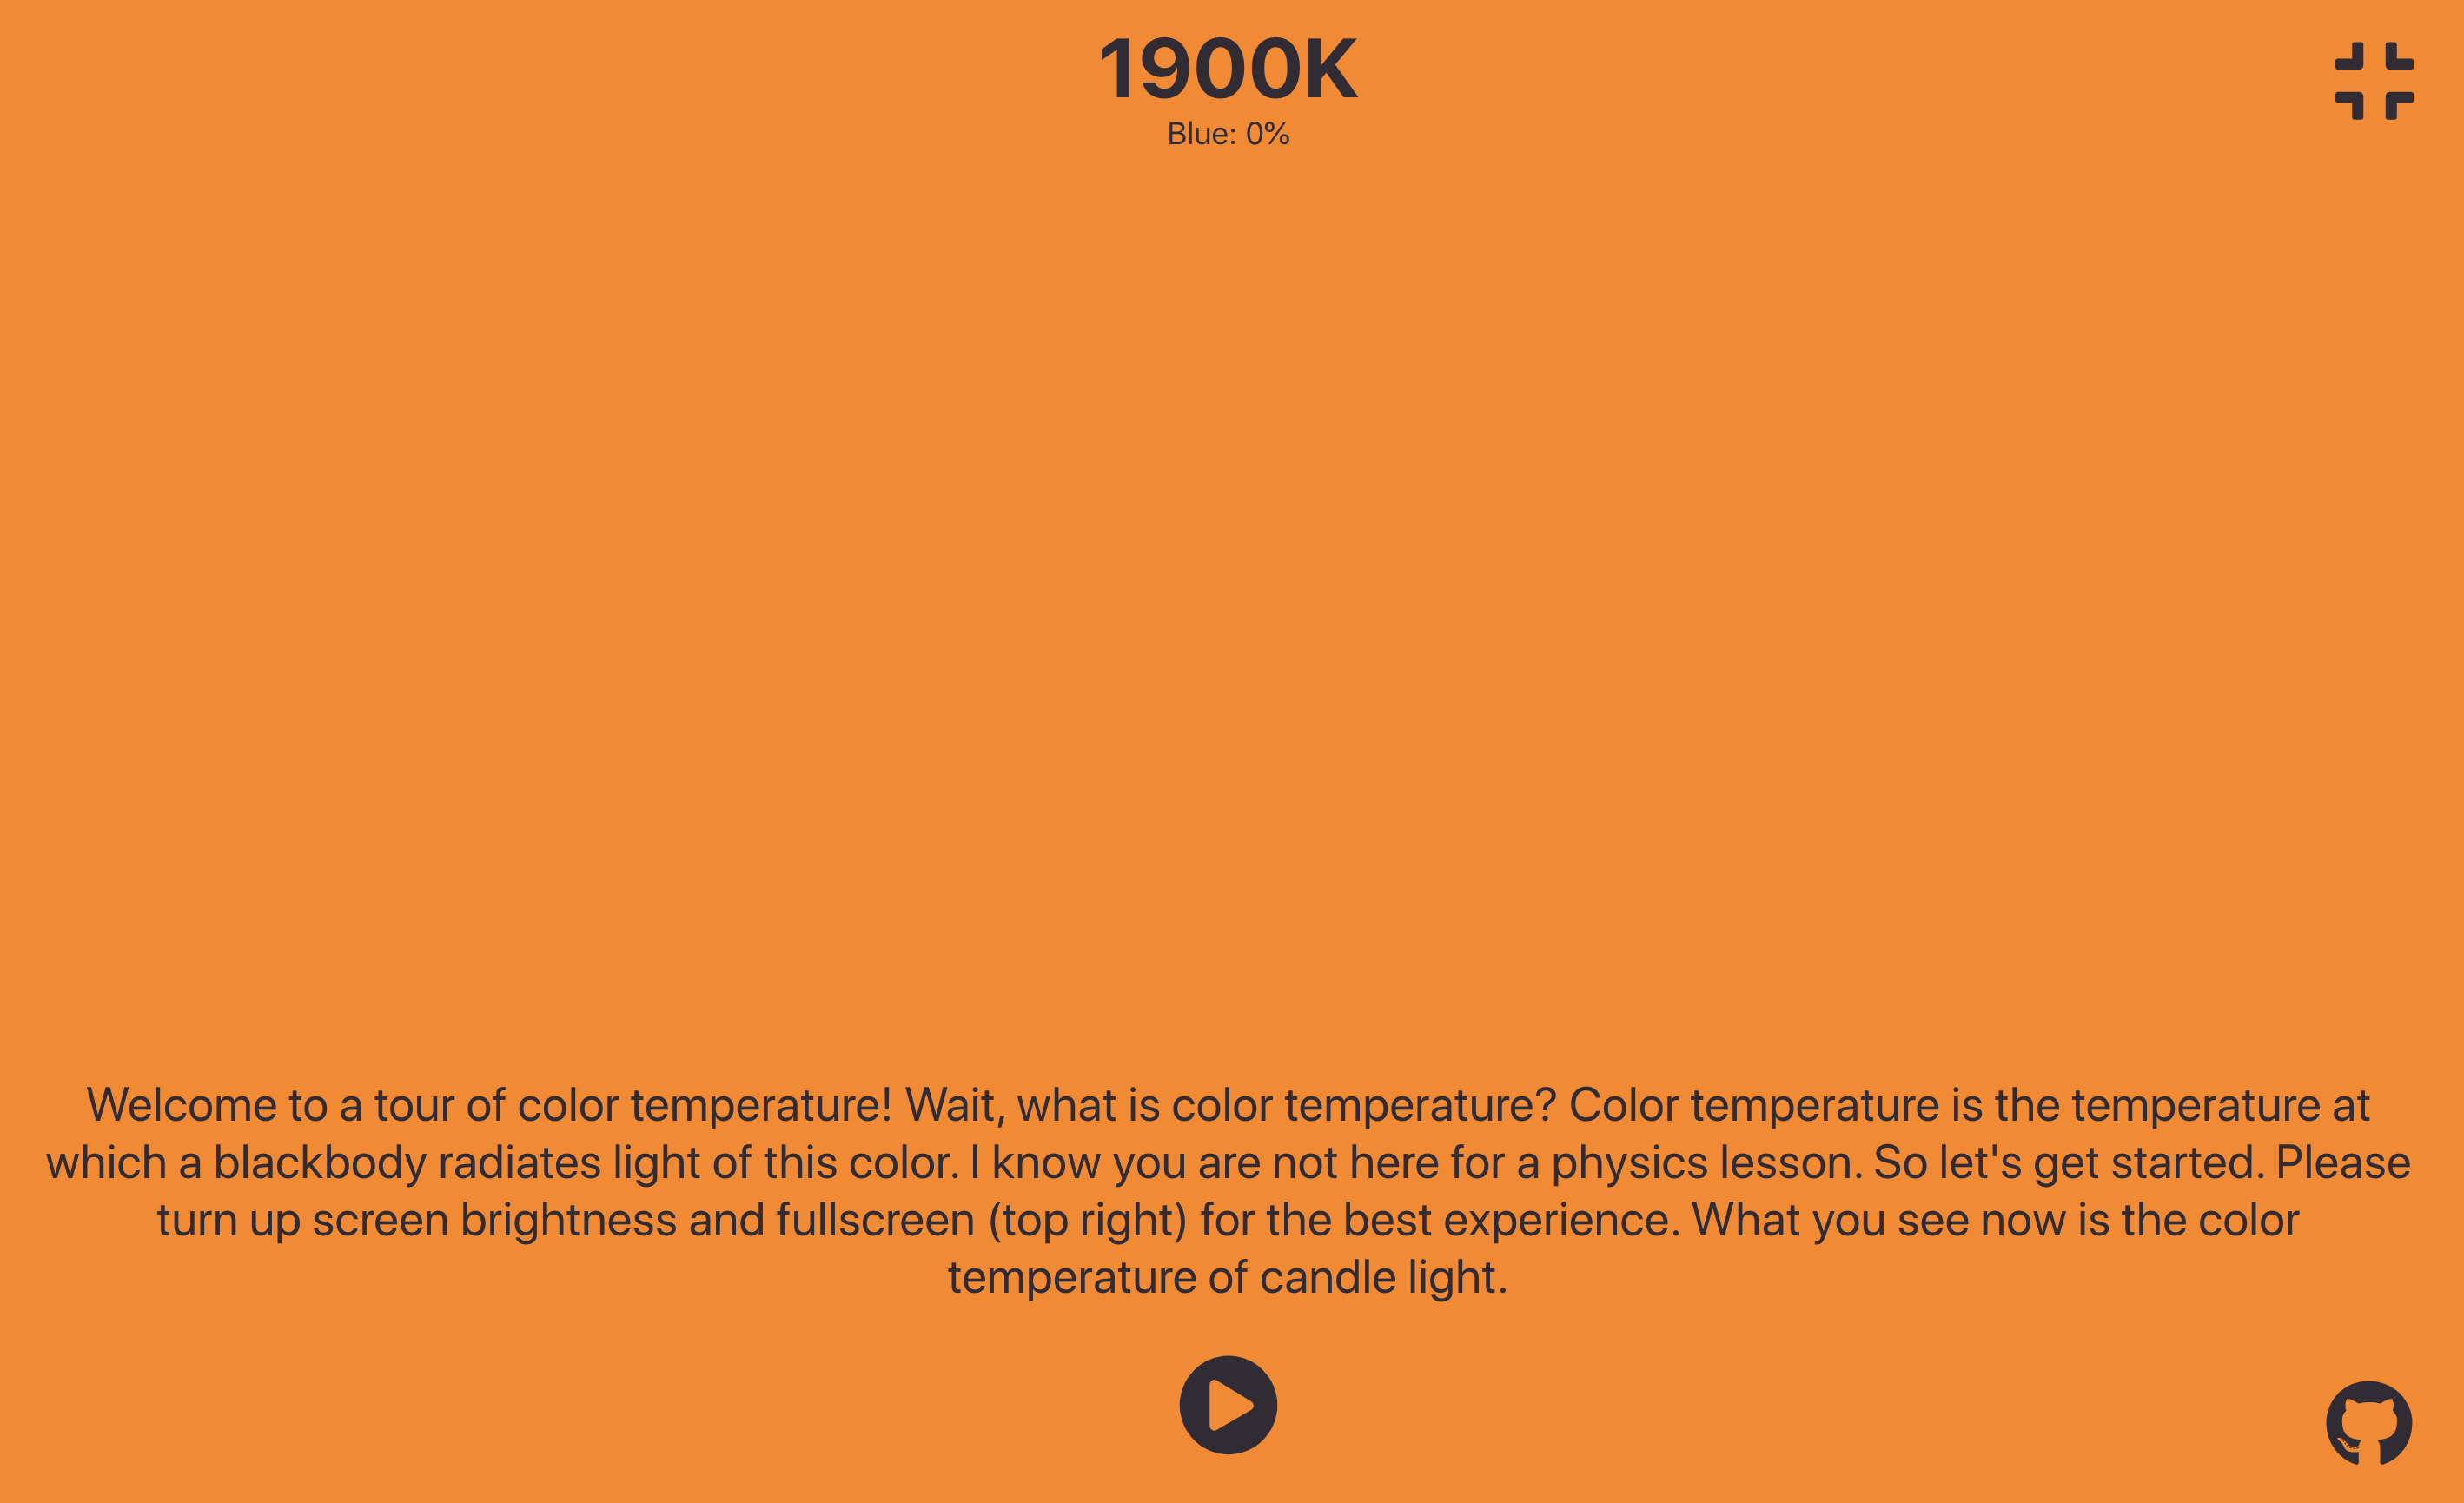 1900K
Blue: 0%
Welcome to a tour of color temperature! Wait, what is color temperature? Color temperature is the temperature at
which a blackbody radiates light of this color. I know you are not here for a physics lesson. So let's get started. Please
turn up screen brightness and fullscreen (top right) for the best experience. What you see now is the color
temperature of candle light.